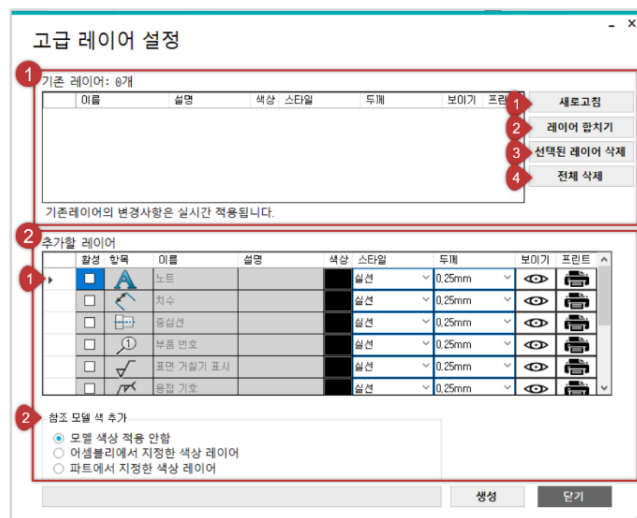 고급 레이어 설정
1
기존 레이어: 0개
이름 설명 색상 스타일 두께 보이기
1 새로고침
2 레이어 합치기
3 선택된 레이어 삭제
4 전체 삭제
기존레이어의 변경사항은 실시간 적용됩니다.
2
추가할 레이어
활성 항목 이름 설명 색상 스타일 두께 보이기 프린트
1 노트 실선 0,25mm
치수 실선 0,25mm
중심선 실선 0,25mm
부품 번호 실선 0,25mm
표면 거칠기 표시 실선 0,25mm
용접 기호 실선 0,25mm
2 참조 모델 색 추가
모델 색상 적용 안함
어셈블리에서 지정한 색상 레이어
파트에서 지정한 색상 레이어
생성 닫기